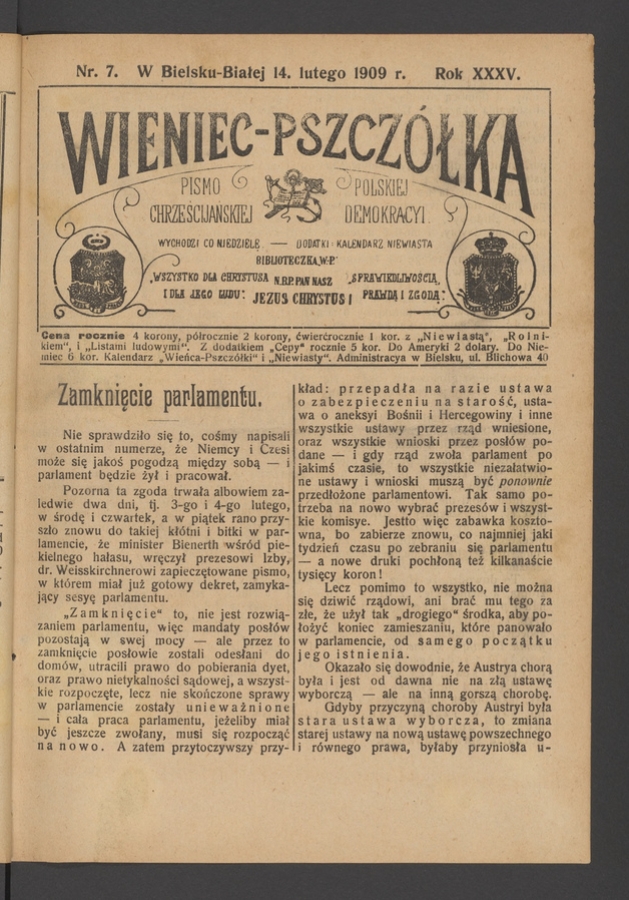 Nr. 7. W Bielsku-Białej 14. lutego 1909 r. Rok XXXV.
WIENIEC-PSZCZÓŁKA
PISMO POLSKIEJ
CHRZEŚCIJAŃSKIEJ DEMOKRACYI
WYCHODZI CO NIEDZIELĘ — DODATKI: KALENDARZ NIEWIASTA
BIBLIOTECZKA W-P.
„WSZYSTKO DLA CHRYSTUSA N.B.P. PAN NASZ „SPRAWIEDLIWOŚCIĄ,
I DLA JEGO LUDU". JEZUS CHRYSTUS! PRAWDĄ I ZGODĄ."
Cena rocznie 4 korony, półrocznie 2 korony, ćwierćrocznie 1 kor. z „Niewiastą", „Rolni-
kiem", i „Listami ludowymi". Z dodatkiem „Cepy" rocznie 5 kor. Do Ameryki 2 dolary. Do Nie-
miec 6 kor. Kalendarz „Wieńca-Pszczółki" i „Niewiasty". Administracya w Bielsku, ul. Blichowa 40
Zamknięcie parlamentu.
Nie sprawdziło się to, cośmy napisali
w ostatnim numerze, że Niemcy i Czesi
może się jakoś pogodzą między sobą — i
parlament będzie żył i pracował.
Pozorna ta zgoda trwała albowiem za-
ledwie dwa dni, tj. 3-go i 4-go lutego,
w środę i czwartek, a w piątek rano przy-
szło znowu do takiej kłótni i bitki w par-
lamencie, że minister Bienerth wśród pie-
kielnego hałasu, wręczył prezesowi Izby,
dr. Weisskirchnerowi zapieczętowane pismo,
w którem miał już gotowy dekret, zamyka-
jący sesyę parlamentu.
„Zamknięcie" to, nie jest rozwią-
zaniem parlamentu, więc mandaty posłów
pozostają w swej mocy — ale przez to
zamknięcie posłowie zostali odesłani do
domów, utracili prawo do pobierania dyet,
oraz prawo nietykalności sądowej, a wszyst-
kie rozpoczęte, lecz nie skończone sprawy
w parlamencie zostały unieważnione
— i cała praca parlamentu, jeżeliby miał
być jeszcze zwołany, musi się rozpocząć
na nowo. A zatem przytoczywszy przy-
kład: przepadła na razie ustawa
o zabezpieczeniu na starość, usta-
wa o aneksyi Bośnii i Hercegowiny i inne
wszystkie ustawy przez rząd wniesione,
oraz wszystkie wnioski przez posłów po-
dane — i gdy rząd zwoła parlament po
jakimś czasie, to wszystkie niezałatwio-
ne ustawy i wnioski muszą być ponownie
przedłożone parlamentowi. Tak samo po-
trzeba na nowo wybrać prezesów i wszyst-
kie komisye. Jestto więc zabawka koszto-
wna, bo zabierze znowu, co najmniej jaki
tydzień czasu po zebraniu się parlamentu
— a nowe druki pochłoną też kilkanaście
tysięcy koron!
Lecz pomimo to wszystko, nie można
się dziwić rządowi, ani brać mu tego za
złe, że użył tak „drogiego" środka, aby po-
łożyć koniec zamieszaniu, które panowało
w parlamencie, od samego początku
jego istnienia.
Okazało się dowodnie, że Austrya chorą
była i jest od dawna nie na złą ustawę
wyborczą — ale na inną gorszą chorobę.
Gdyby przyczyną choroby Austryi była
stara ustawa wyborcza, to zmiana
starej ustawy na nową ustawę powszechnego
i równego prawa, byłaby przyniosła u-